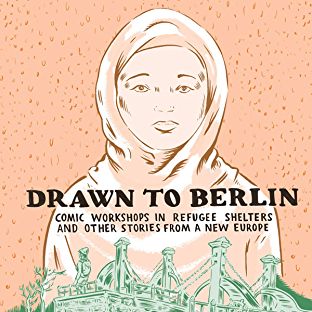 DRAWN TO BERLIN
COMIC WORKSHOPS IN REFUGEE SHELTERS
AND OTHER STORIES FROM A NEW EUROPE